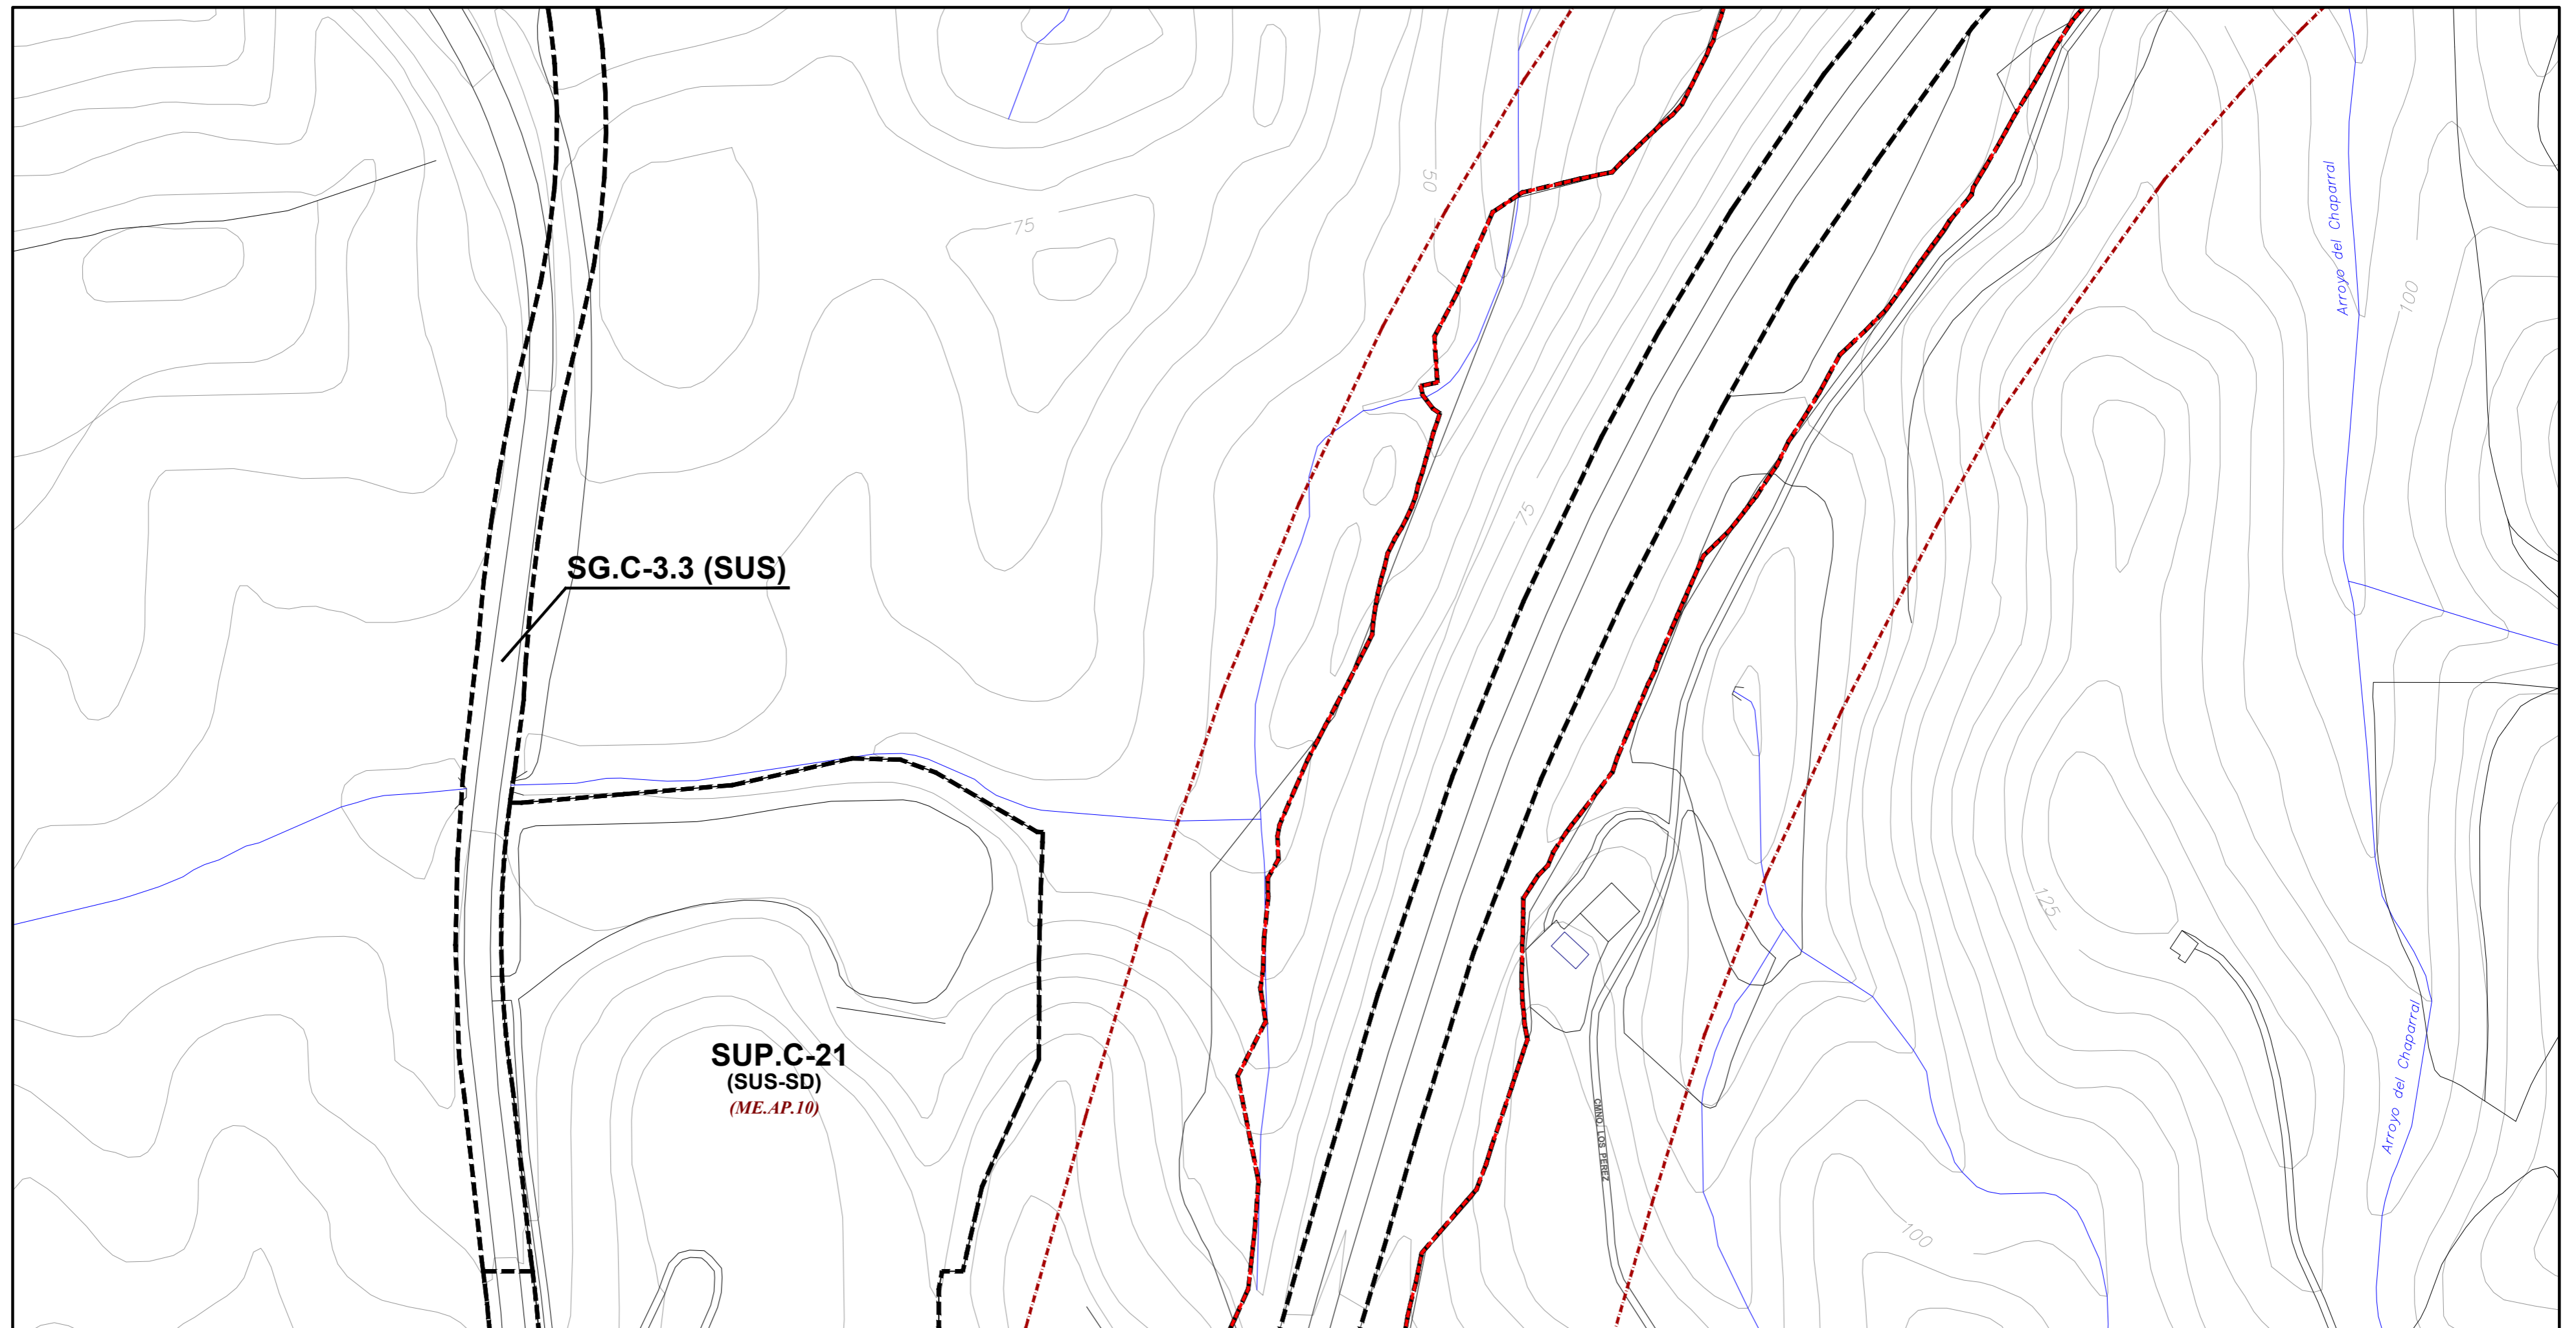 50
Arroyo del Chaparral
75
100
75
SG.C-3.3 (SUS)
125
SUP.C-21
(SUS-SD)
(ME.AP.10)
Arroyo del Chaparral
CMNO. LOS PEREZ
100